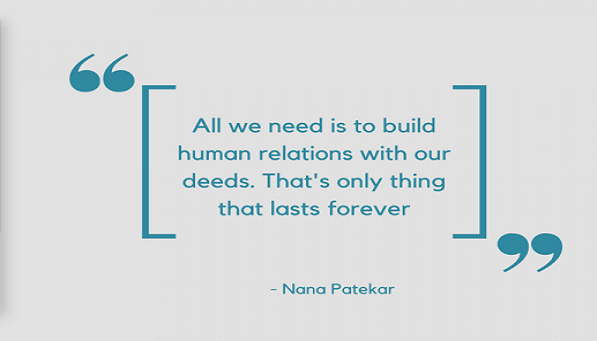 All we need is to build
human relations with our
deeds. That's only thing
that lasts forever
- Nana Patekar